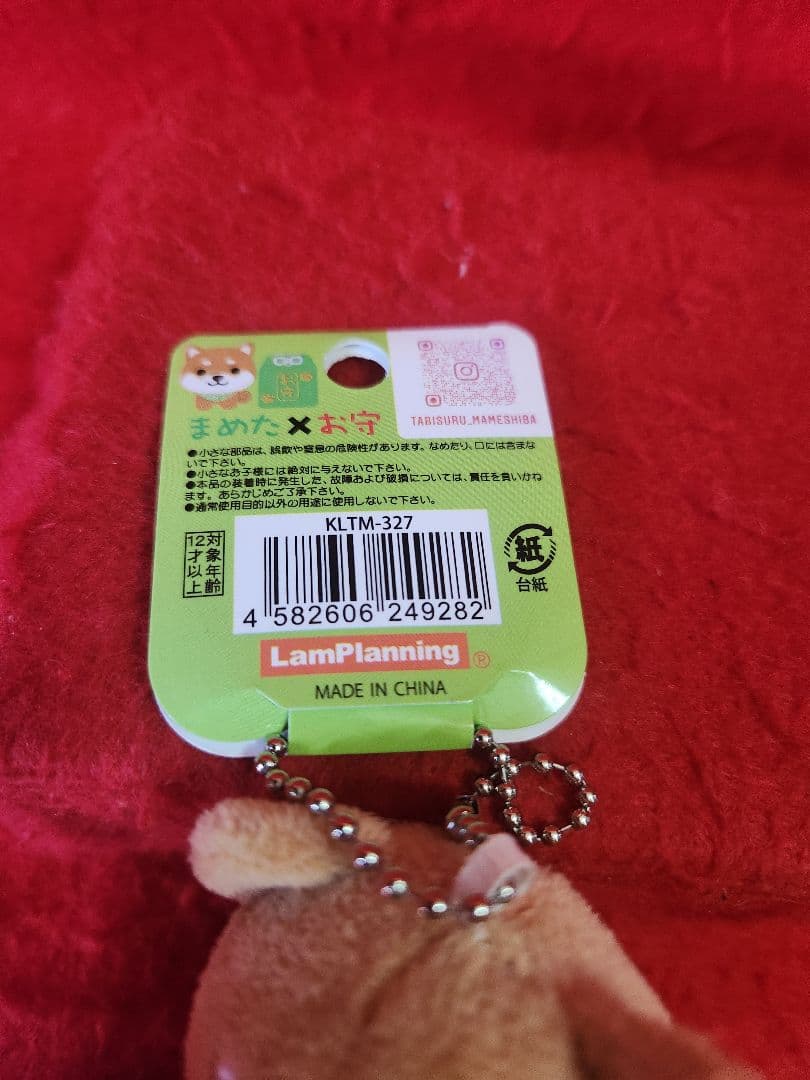 お守
まめた×お守
TABISURU_MAMESHIBA
●小さな部品は、誤飲や窒息の危険性があります。なめたり、口には含まな
いで下さい。
●小さなお子様には絶対に与えないで下さい。
●本品の装着時に発生した、故障および破損については、責任を負いかね
ます。あらかじめご了承下さい。
●通常使用目的以外の用途に使用しないで下さい。
対象年齢
12才以上
KLTM-327
4 582606 249282
紙
台紙
LamPlanning ®
MADE IN CHINA